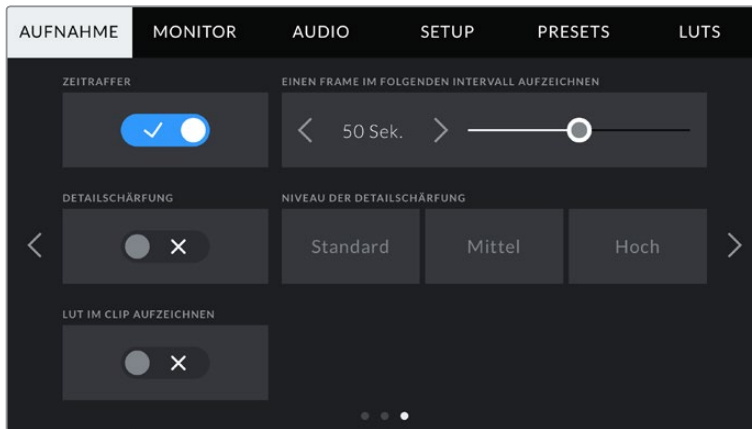 AUFNAHME MONITOR AUDIO SETUP PRESETS LUTS
ZEITRAFFER EINEN FRAME IM FOLGENDEN INTERVALL AUFZEICHNEN
50 Sek.
DETAILSCHÄRFUNG NIVEAU DER DETAILSCHÄRFUNG
Standard Mittel Hoch
LUT IM CLIP AUFZEICHNEN